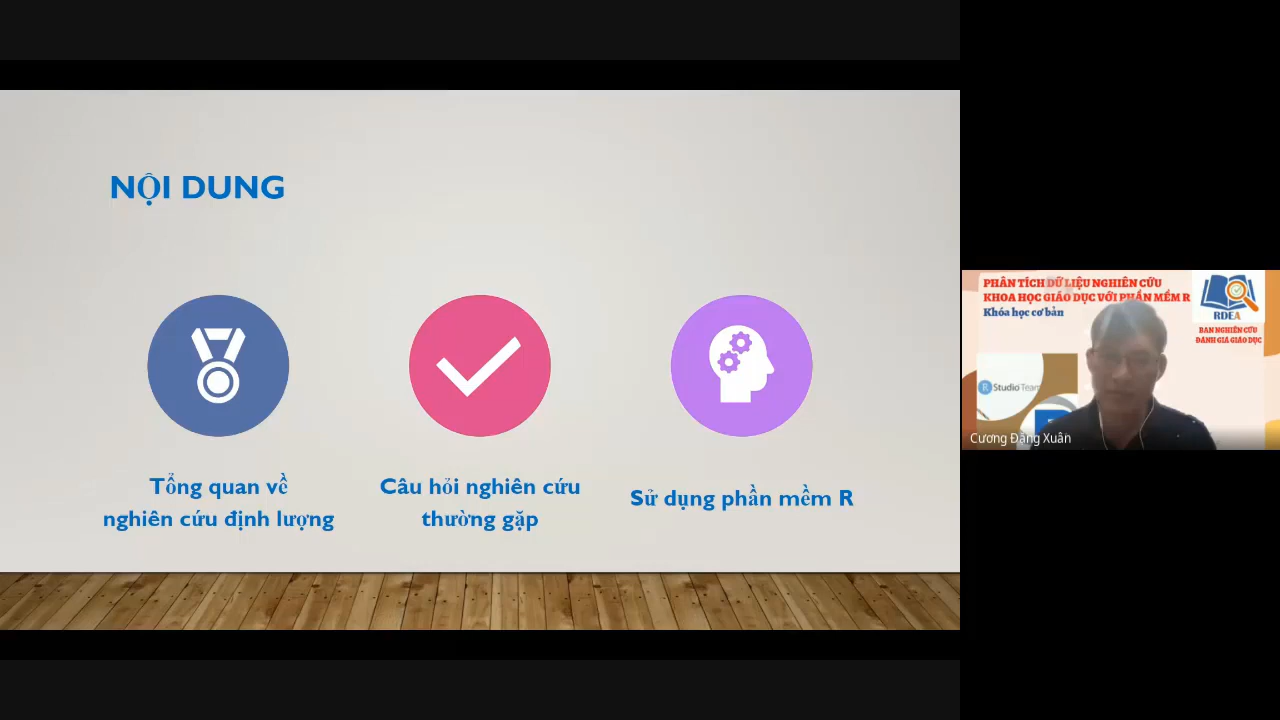 NỘI DUNG
Tổng quan về
nghiên cứu định lượng
Câu hỏi nghiên cứu
thường gặp
Sử dụng phần mềm R
PHÂN TÍCH DỮ LIỆU NGHIÊN CỨU
KHOA HỌC GIÁO DỤC VỚI PHẦN MỀM R
Khóa học cơ bản
RDEA
BAN NGHIÊN CỨU
ĐÁNH GIÁ GIÁO DỤC
R Studio Team
Cương Đặng Xuân